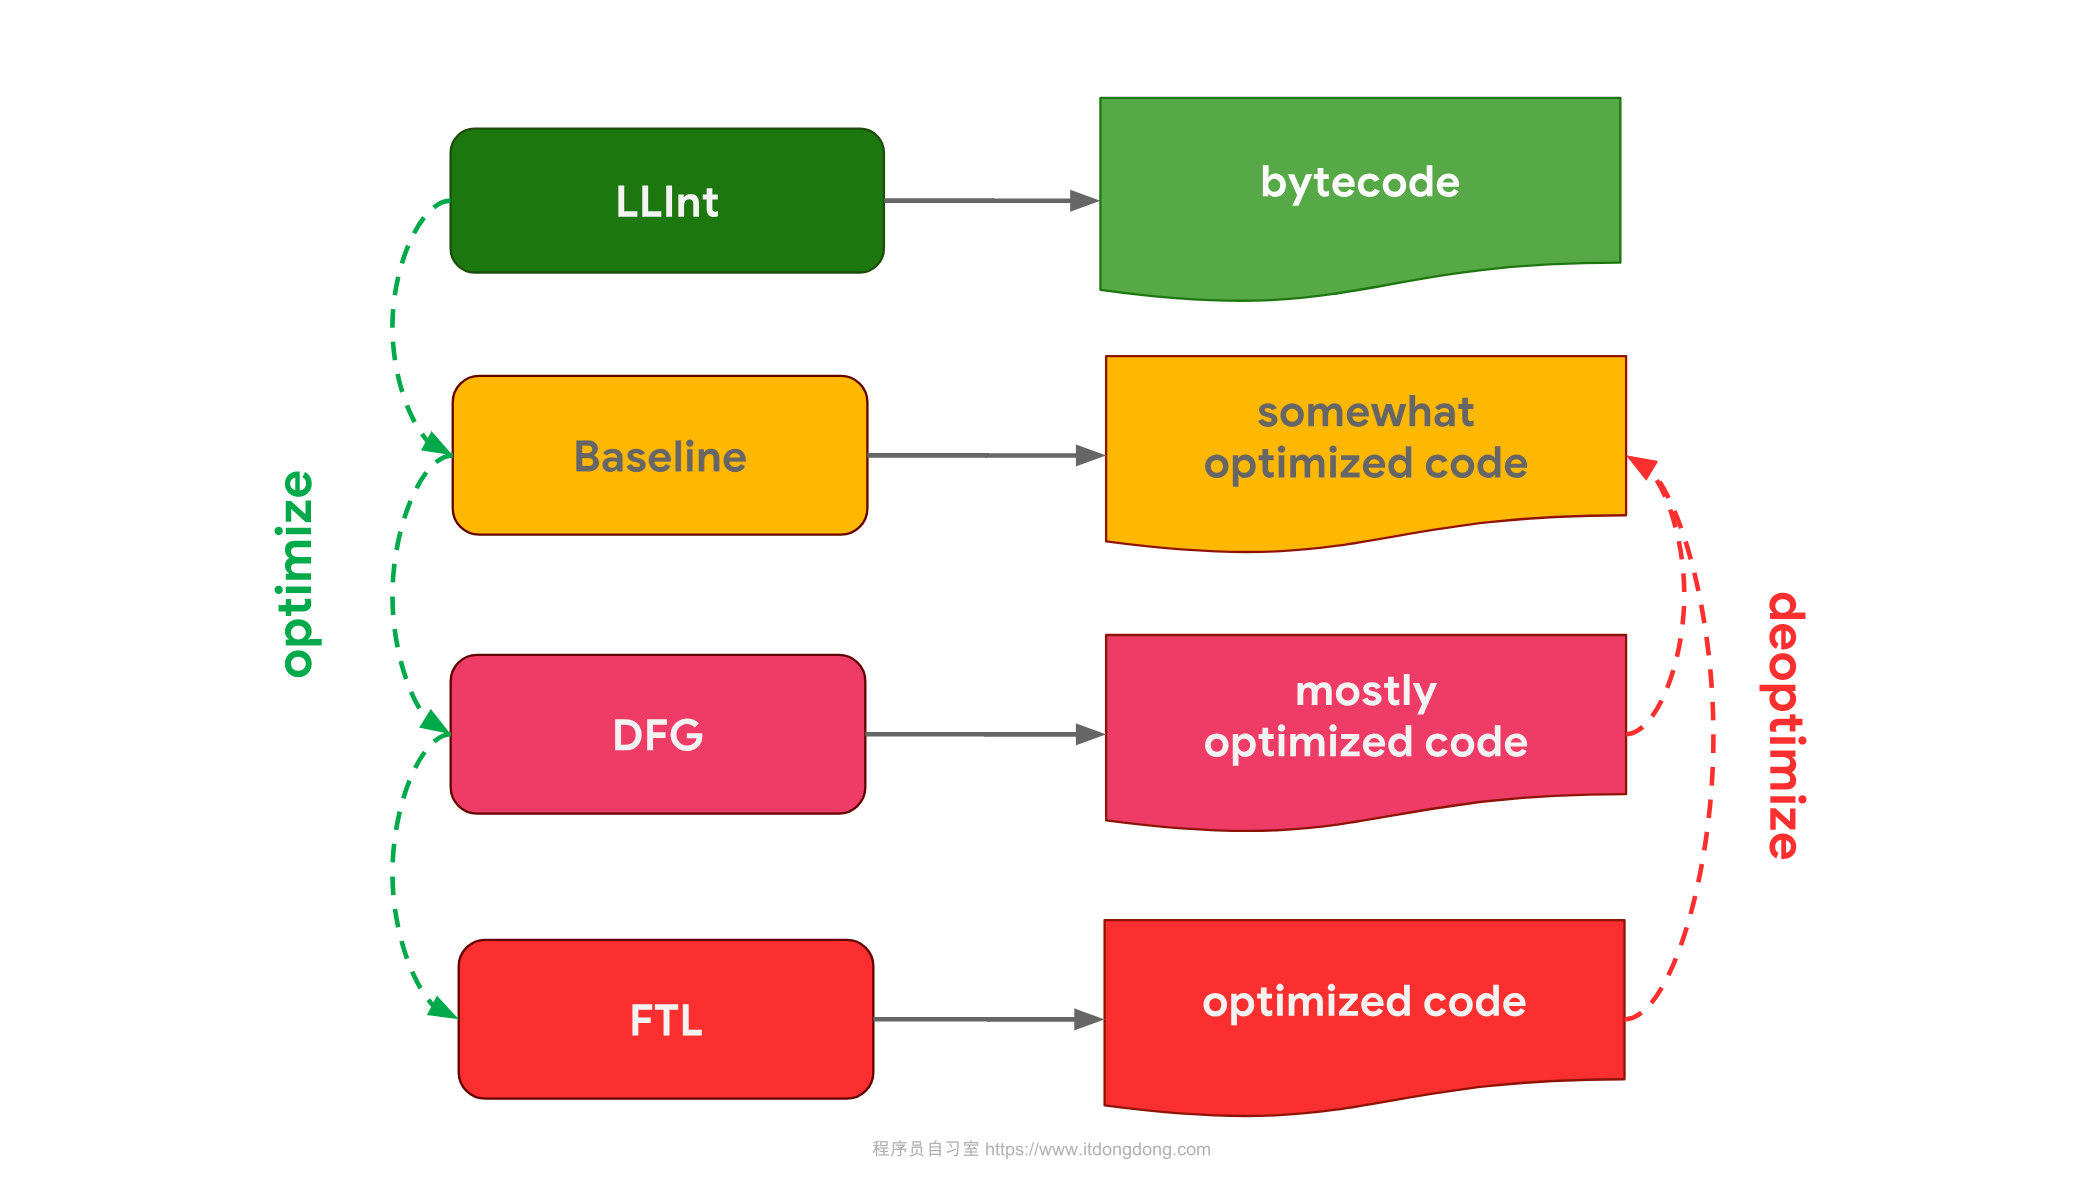 LLInt
bytecode
Baseline
somewhat
optimized code
optimize
deoptimize
DFG
mostly
optimized code
FTL
optimized code
程序员自习室 https://www.itdongdong.com